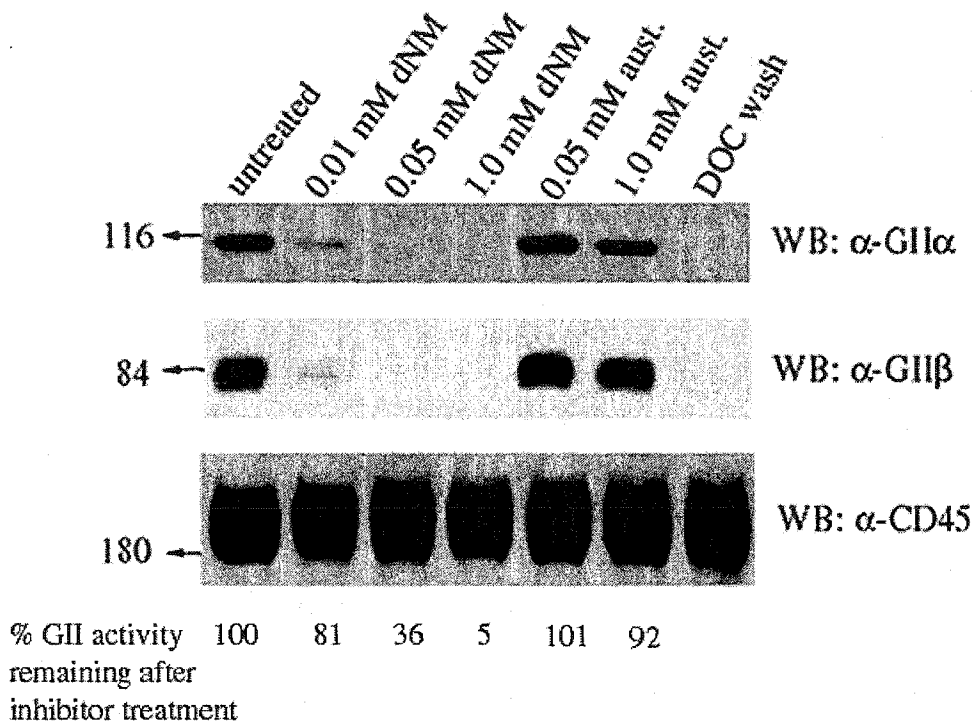 untreated
0.01 mM dNM
0.05 mM dNM
1.0 mM dNM
0.05 mM aust.
1.0 mM aust.
DOC wash
116
WB: α-GIIα
84
WB: α-GIIβ
180
WB: α-CD45
% GII activity 100 81 36 5 101 92
remaining after
inhibitor treatment